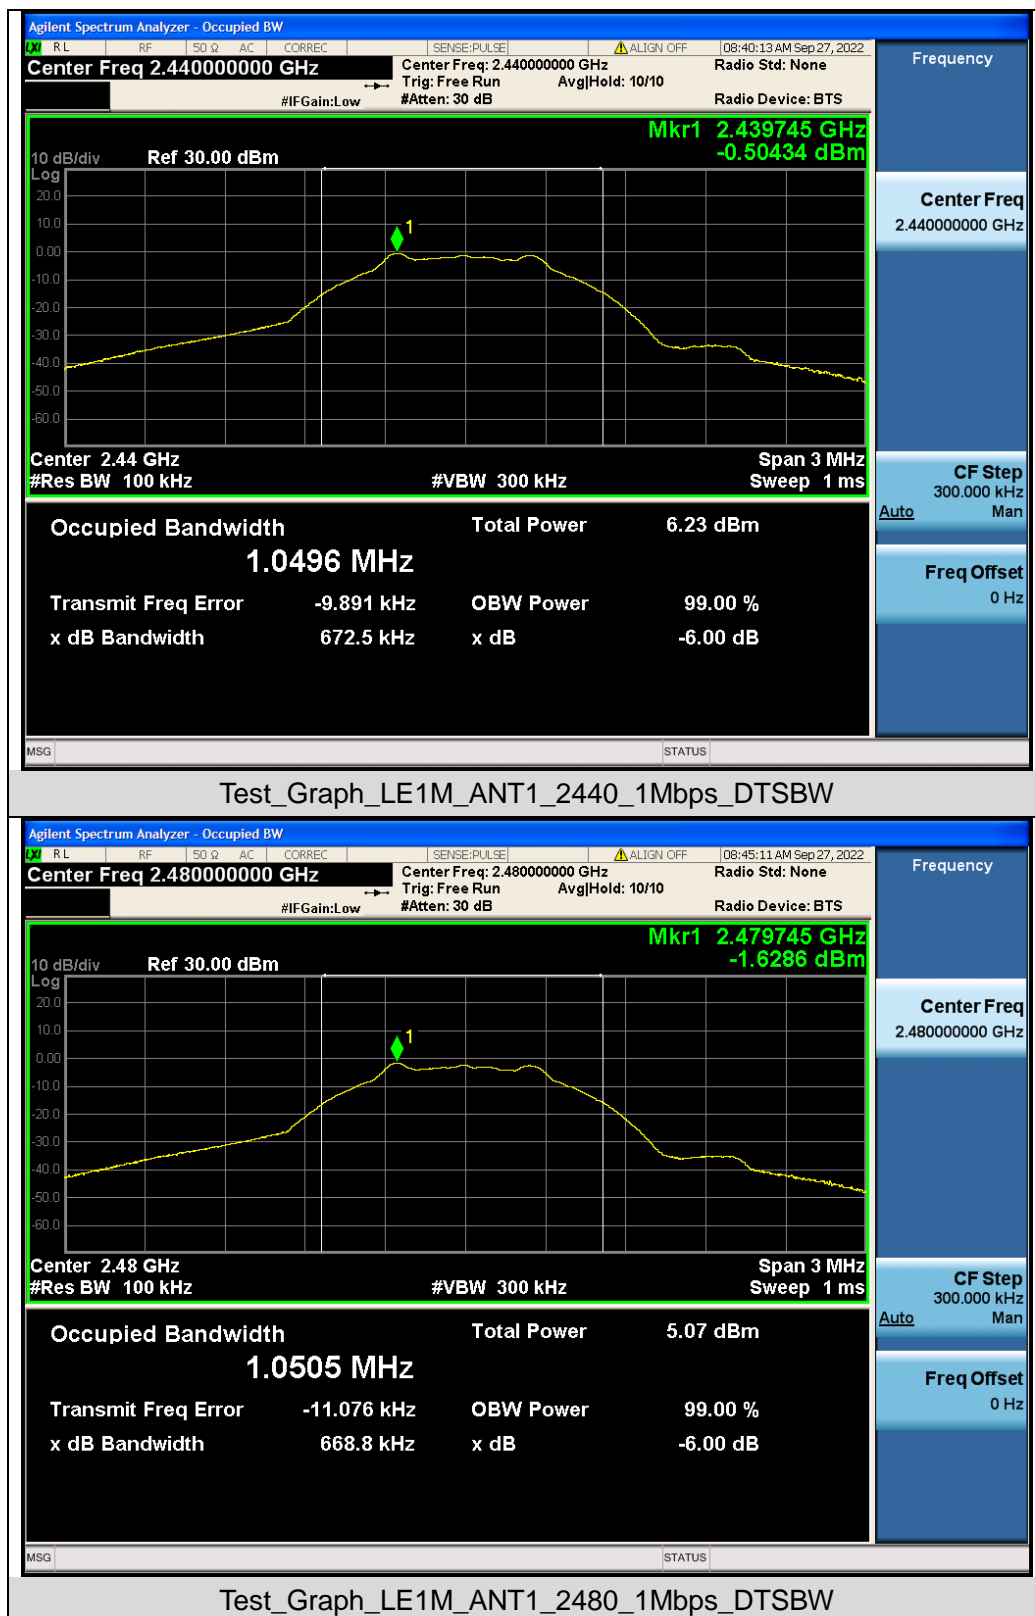 Agilent Spectrum Analyzer - Occupied BW
LXI RL RF 50 Ω AC CORREC SENSE:PULSE ALIGN OFF 08:40:13 AM Sep 27, 2022
Center Freq 2.440000000 GHz
Center Freq: 2.440000000 GHz
Radio Std: None
Trig: Free Run Avg|Hold: 10/10
#IFGain:Low #Atten: 30 dB Radio Device: BTS
Frequency
Mkr1 2.439745 GHz
-0.50434 dBm
10 dB/div Ref 30.00 dBm
Log
20.0
10.0
1
0.00
-10.0
-20.0
-30.0
-40.0
-50.0
-60.0
Center 2.44 GHz Span 3 MHz
#Res BW 100 kHz #VBW 300 kHz Sweep 1 ms
Center Freq
2.440000000 GHz
CF Step
300.000 kHz
Auto Man
Freq Offset
0 Hz
Occupied Bandwidth Total Power 6.23 dBm
1.0496 MHz
Transmit Freq Error -9.891 kHz OBW Power 99.00 %
x dB Bandwidth 672.5 kHz x dB -6.00 dB
MSG STATUS
Test_Graph_LE1M_ANT1_2440_1Mbps_DTSBW
Agilent Spectrum Analyzer - Occupied BW
LXI RL RF 50 Ω AC CORREC SENSE:PULSE ALIGN OFF 08:45:11 AM Sep 27, 2022
Center Freq 2.480000000 GHz
Center Freq: 2.480000000 GHz
Radio Std: None
Trig: Free Run Avg|Hold: 10/10
#IFGain:Low #Atten: 30 dB Radio Device: BTS
Frequency
Mkr1 2.479745 GHz
-1.6286 dBm
10 dB/div Ref 30.00 dBm
Log
20.0
10.0
1
0.00
-10.0
-20.0
-30.0
-40.0
-50.0
-60.0
Center 2.48 GHz Span 3 MHz
#Res BW 100 kHz #VBW 300 kHz Sweep 1 ms
Center Freq
2.480000000 GHz
CF Step
300.000 kHz
Auto Man
Freq Offset
0 Hz
Occupied Bandwidth Total Power 5.07 dBm
1.0505 MHz
Transmit Freq Error -11.076 kHz OBW Power 99.00 %
x dB Bandwidth 668.8 kHz x dB -6.00 dB
MSG STATUS
Test_Graph_LE1M_ANT1_2480_1Mbps_DTSBW